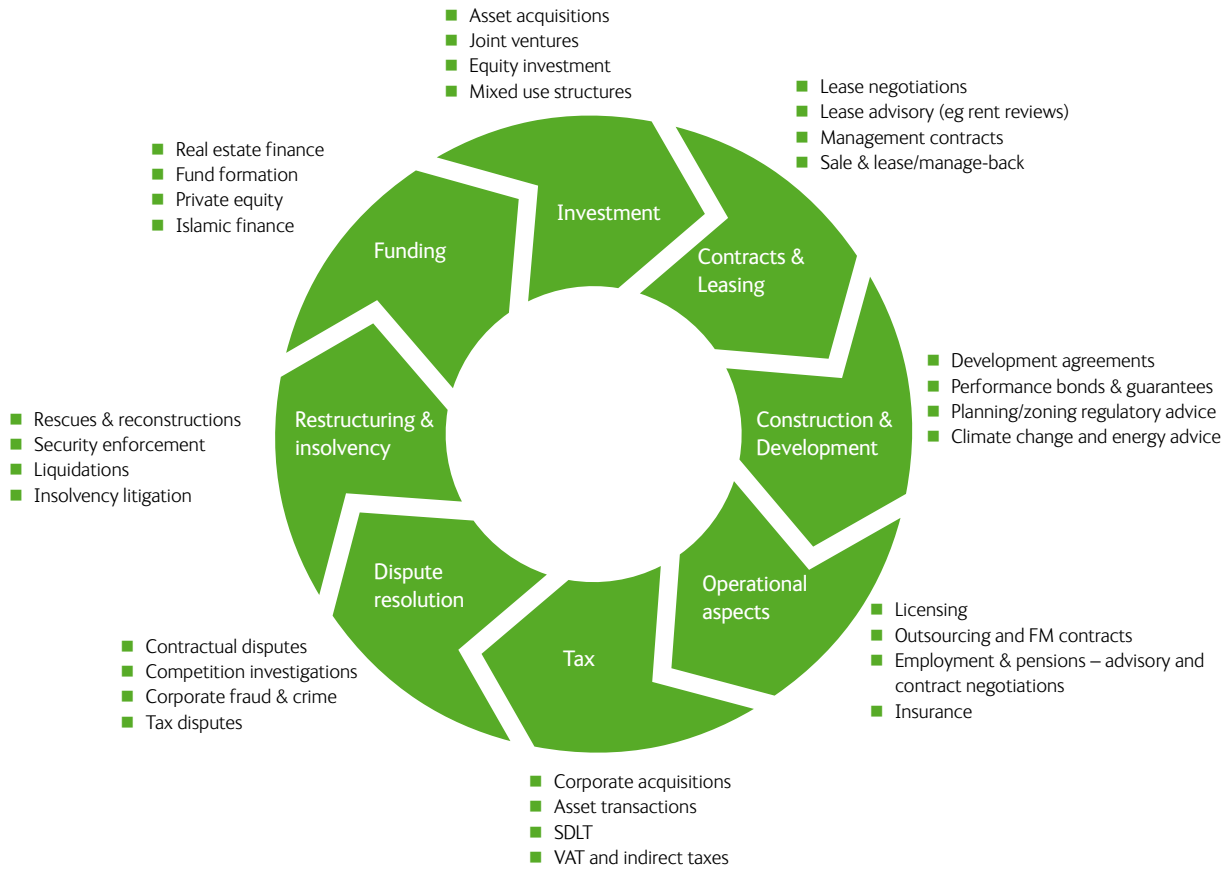 Asset acquisitions
Joint ventures
Equity investment
Mixed use structures
Lease negotiations
Lease advisory (eg rent reviews)
Management contracts
Sale & lease/manage-back
Real estate finance
Fund formation
Private equity
Islamic finance
Investment
Funding
Contracts &
Leasing
Development agreements
Performance bonds & guarantees
Planning/zoning regulatory advice
Climate change and energy advice
Construction &
Development
Restructuring &
insolvency
Rescues & reconstructions
Security enforcement
Liquidations
Insolvency litigation
Dispute
resolution
Operational
aspects
Tax
Licensing
Outsourcing and FM contracts
Employment & pensions – advisory and
contract negotiations
Insurance
Contractual disputes
Competition investigations
Corporate fraud & crime
Tax disputes
Corporate acquisitions
Asset transactions
SDLT
VAT and indirect taxes